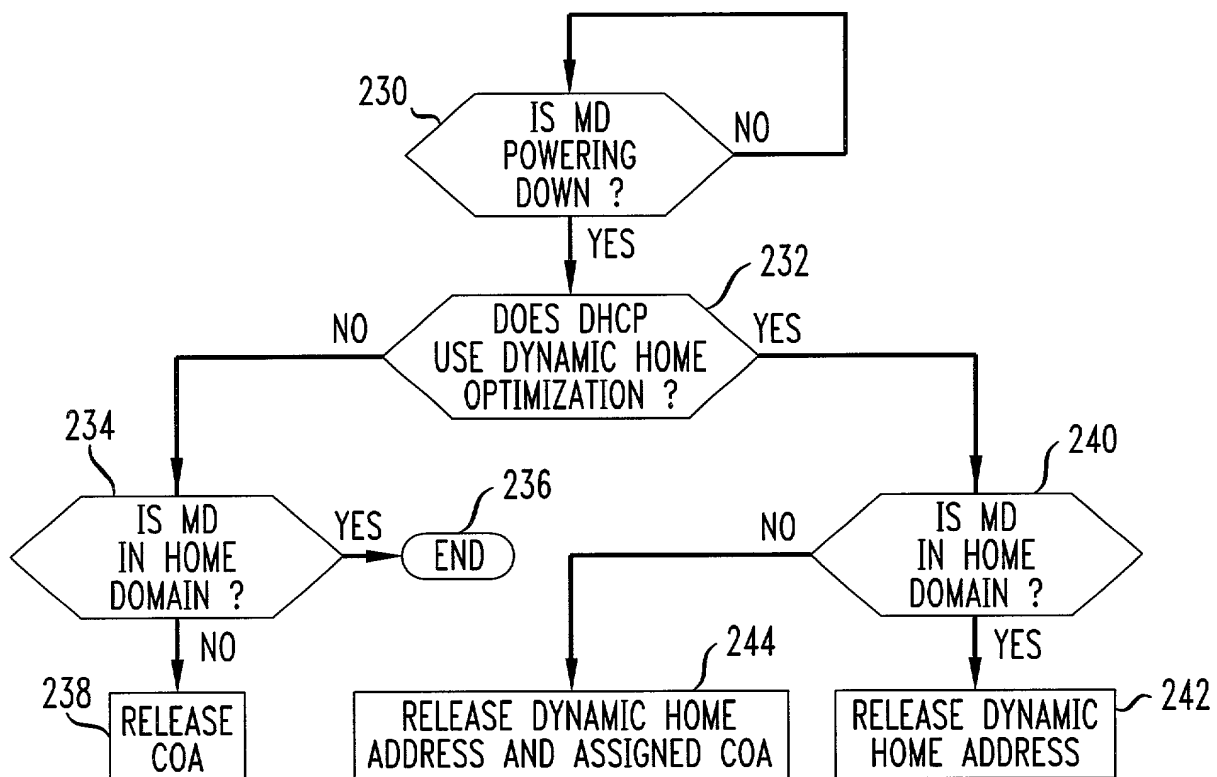 230
IS MD
POWERING
DOWN ?
NO
YES
232
DOES DHCP
USE DYNAMIC HOME
OPTIMIZATION ?
NO
YES
234
IS MD
IN HOME
DOMAIN ?
YES
236
END
NO
238
RELEASE
COA
240
IS MD
IN HOME
DOMAIN ?
NO
YES
244
RELEASE DYNAMIC HOME
ADDRESS AND ASSIGNED COA
242
RELEASE DYNAMIC
HOME ADDRESS